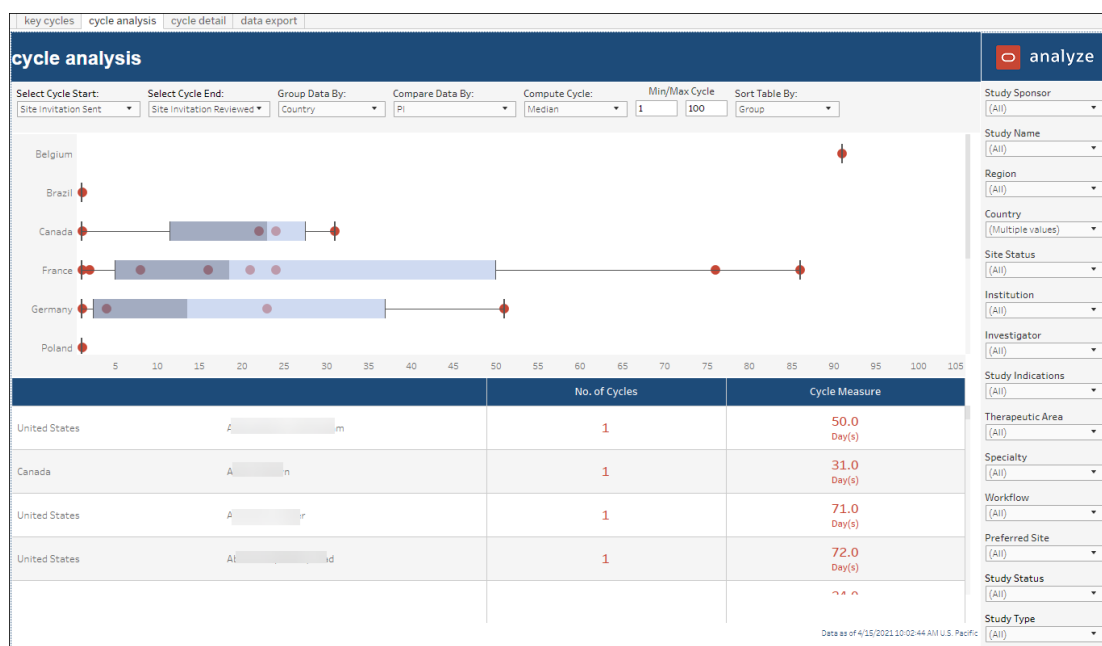 key cycles cycle analysis cycle detail data export
cycle analysis
analyze
Select Cycle Start: Select Cycle End: Group Data By: Compare Data By: Compute Cycle: Min/Max Cycle Sort Table By:
Site Invitation Sent Site Invitation Reviewed Country PI Median 1 100 Group
Study Sponsor
(All)
Study Name
(All)
Region
(All)
Country
(Multiple values)
Site Status
(All)
Institution
(All)
Investigator
(All)
Study Indications
(All)
Therapeutic Area
(All)
Specialty
(All)
Workflow
(All)
Preferred Site
(All)
Study Status
(All)
Study Type
(All)
Belgium
Brazil
Canada
France
Germany
Poland
5 10 15 20 25 30 35 40 45 50 55 60 65 70 75 80 85 90 95 100 105
No. of Cycles Cycle Measure
United States 1 50.0
Day(s)
Canada 1 31.0
Day(s)
United States 1 71.0
Day(s)
United States 1 72.0
Day(s)
Data as of 4/15/2021 10:02:44 AM U.S. Pacific